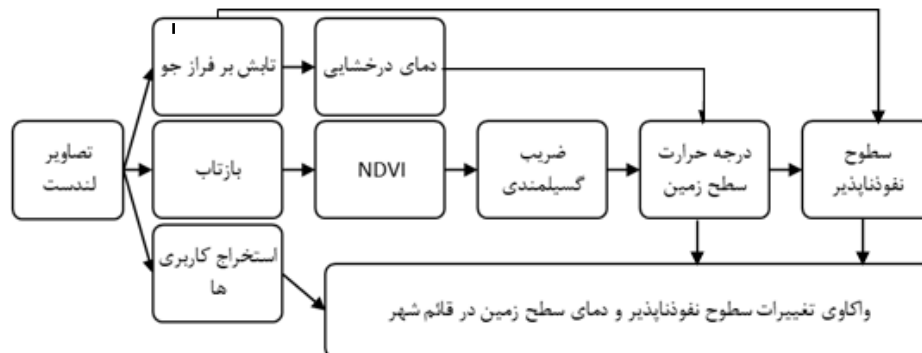 تابش بر فراز جو
دمای درخشایی
تصاویر
لندست
بازتاب
NDVI
ضریب
گسیلمندی
درجه حرارت
سطح زمین
سطوح
نفوذناپذیر
استخراج کاربری
ها
واکاوی تغییرات سطوح نفوذناپذیر و دمای سطح زمین در قائم شهر